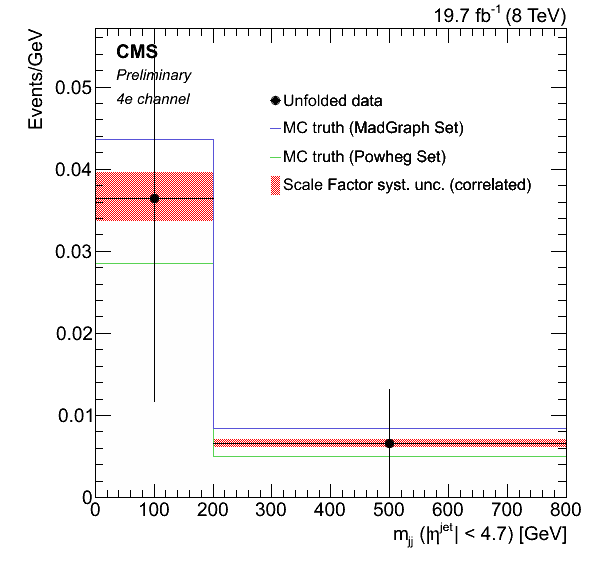 19.7 fb⁻¹ (8 TeV)
Events/GeV
CMS
Preliminary
4e channel
Unfolded data
MC truth (MadGraph Set)
MC truth (Powheg Set)
Scale Factor syst. unc. (correlated)
0.05
0.04
0.03
0.02
0.01
0
0 100 200 300 400 500 600 700 800
m_jj (|η^jet| < 4.7) [GeV]